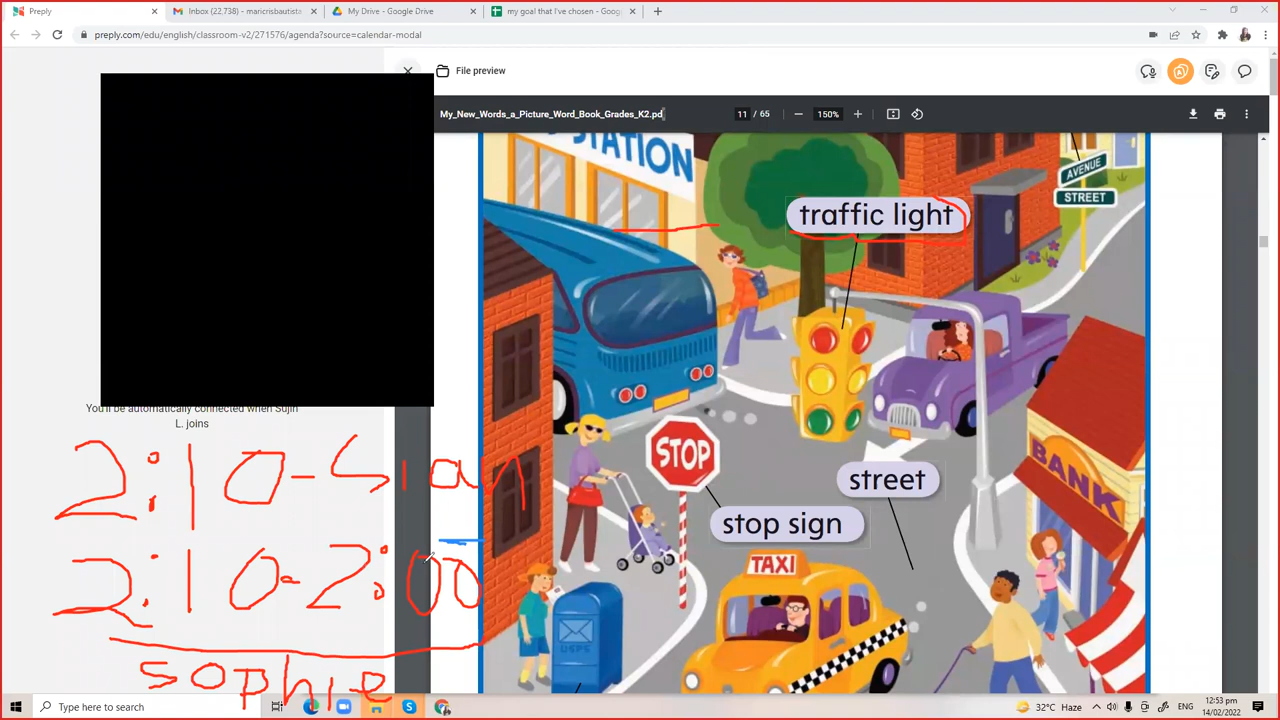 Preply
Inbox (22,738) - maricrisbautista
My Drive - Google Drive
my goal that I've chosen - Goog
preply.com/edu/english/classroom-v2/271576/agenda?source=calendar-modal
File preview
My_New_Words_a_Picture_Word_Book_Grades_K2.pd
11 / 65
150%
STATION
AVENUE
STREET
traffic light
STOP
stop sign
street
BANK
TAXI
USPS
You'll be automatically connected when Sujin
L. joins
2:10-Sian
2:10-2:00
sophie
Type here to search
32°C Haze
ENG
12:53 pm
14/02/2022